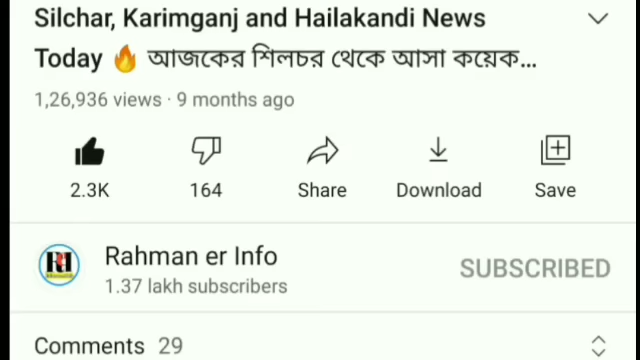 Silchar, Karimganj and Hailakandi News
Today 🔥 আজকের শিলচর থেকে আসা কয়েক...
1,26,936 views · 9 months ago
2.3K 164 Share Download Save
Rahman er Info
SUBSCRIBED
1.37 lakh subscribers
Comments 29